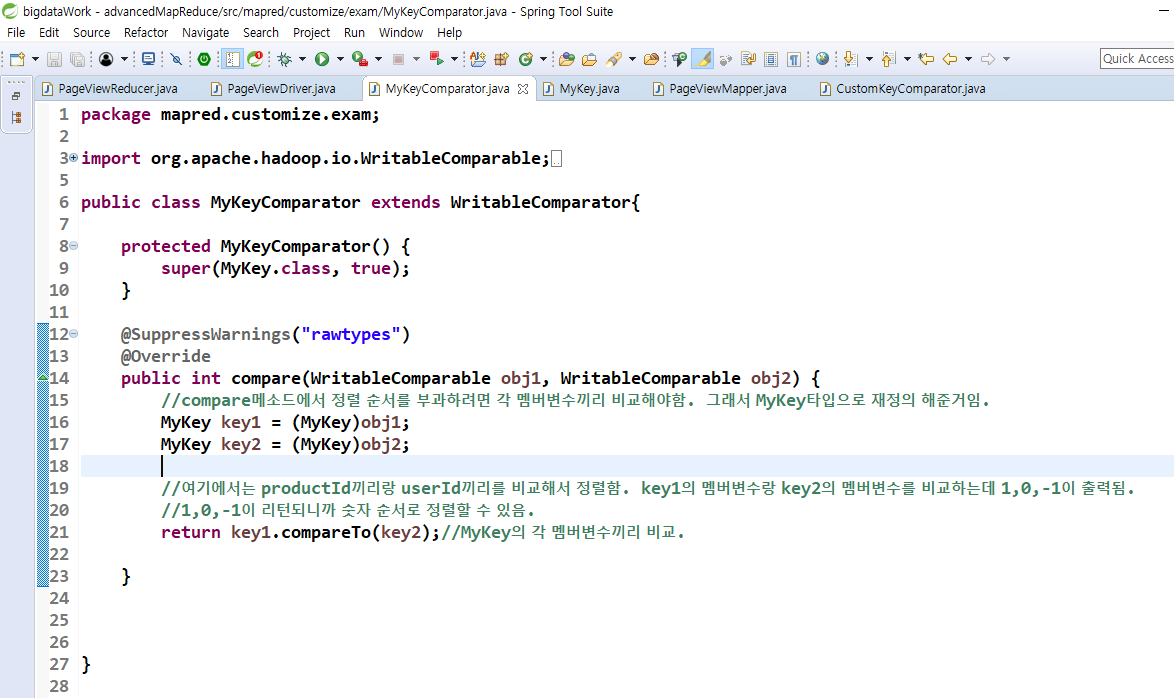 bigdataWork - advancedMapReduce/src/mapred/customize/exam/MyKeyComparator.java - Spring Tool Suite
File Edit Source Refactor Navigate Search Project Run Window Help
Quick Access
PageViewReducer.java PageViewDriver.java MyKeyComparator.java MyKey.java PageViewMapper.java CustomKeyComparator.java
1 package mapred.customize.exam;
2
3 import org.apache.hadoop.io.WritableComparable;
5
6 public class MyKeyComparator extends WritableComparator{
7
8 protected MyKeyComparator() {
9 super(MyKey.class, true);
10 }
11
12 @SuppressWarnings("rawtypes")
13 @Override
14 public int compare(WritableComparable obj1, WritableComparable obj2) {
15 //compare메소드에서 정렬 순서를 부과하려면 각 멤버변수끼리 비교해야함. 그래서 MyKey타입으로 재정의 해준거임.
16 MyKey key1 = (MyKey)obj1;
17 MyKey key2 = (MyKey)obj2;
18
19 //여기에서는 productId끼리랑 userId끼리를 비교해서 정렬함. key1의 멤버변수랑 key2의 멤버변수를 비교하는데 1,0,-1이 출력됨.
20 //1,0,-1이 리턴되니까 숫자 순서로 정렬할 수 있음.
21 return key1.compareTo(key2);//MyKey의 각 멤버변수끼리 비교.
22
23 }
24
25
26
27 }
28